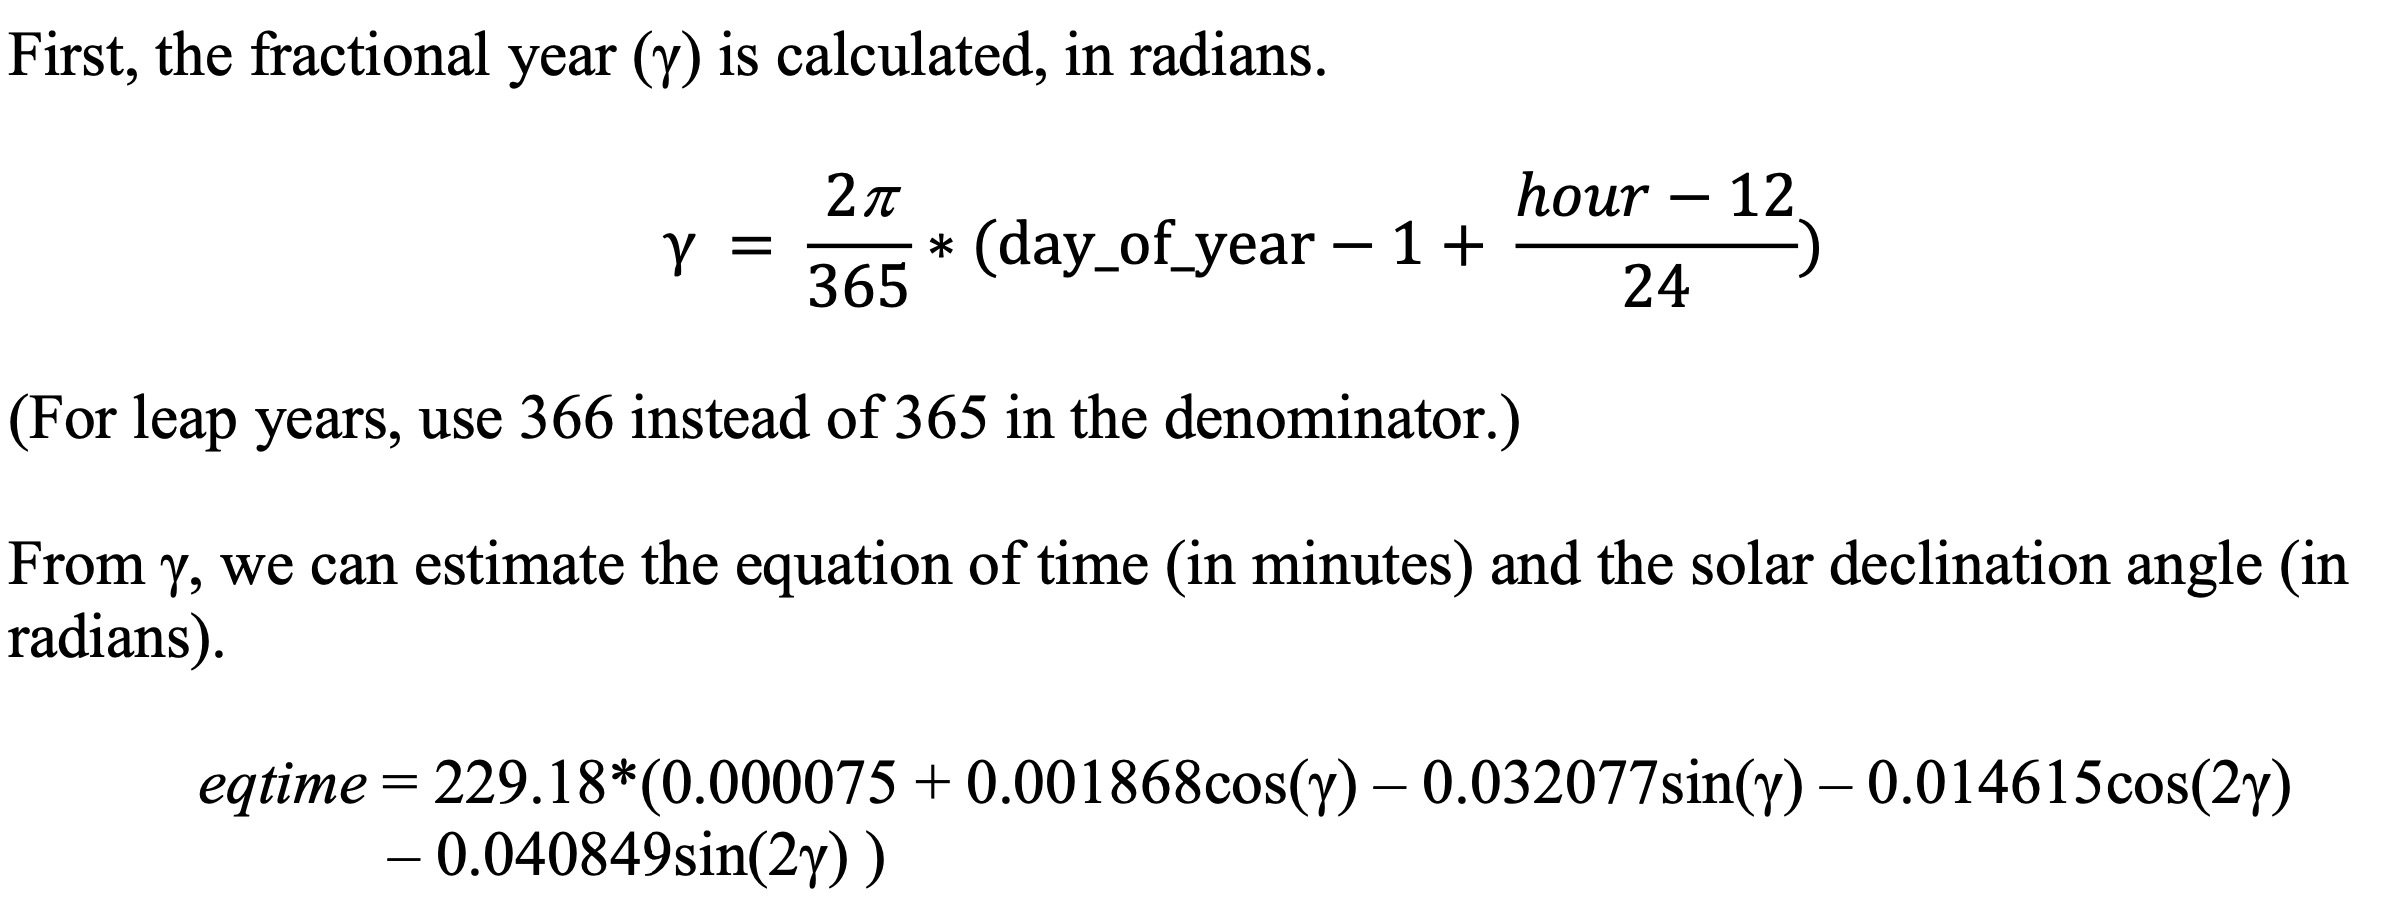 First, the fractional year (γ) is calculated, in radians.
γ = 2π/365 * (day_of_year − 1 + (hour − 12)/24)
(For leap years, use 366 instead of 365 in the denominator.)
From γ, we can estimate the equation of time (in minutes) and the solar declination angle (in
radians).
eqtime = 229.18*(0.000075 + 0.001868cos(γ) – 0.032077sin(γ) – 0.014615cos(2γ)
– 0.040849sin(2γ) )